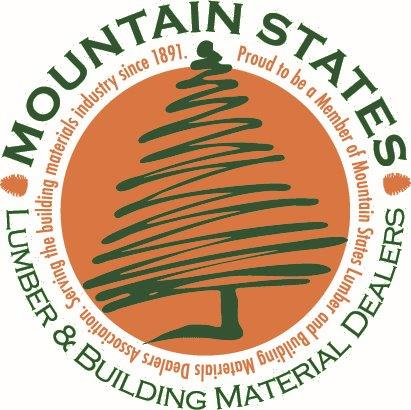 MOUNTAIN STATES
LUMBER & BUILDING MATERIAL DEALERS
Proud to be a Member of Mountain States Lumber and Building Materials Dealers Association. Serving the building materials industry since 1891.